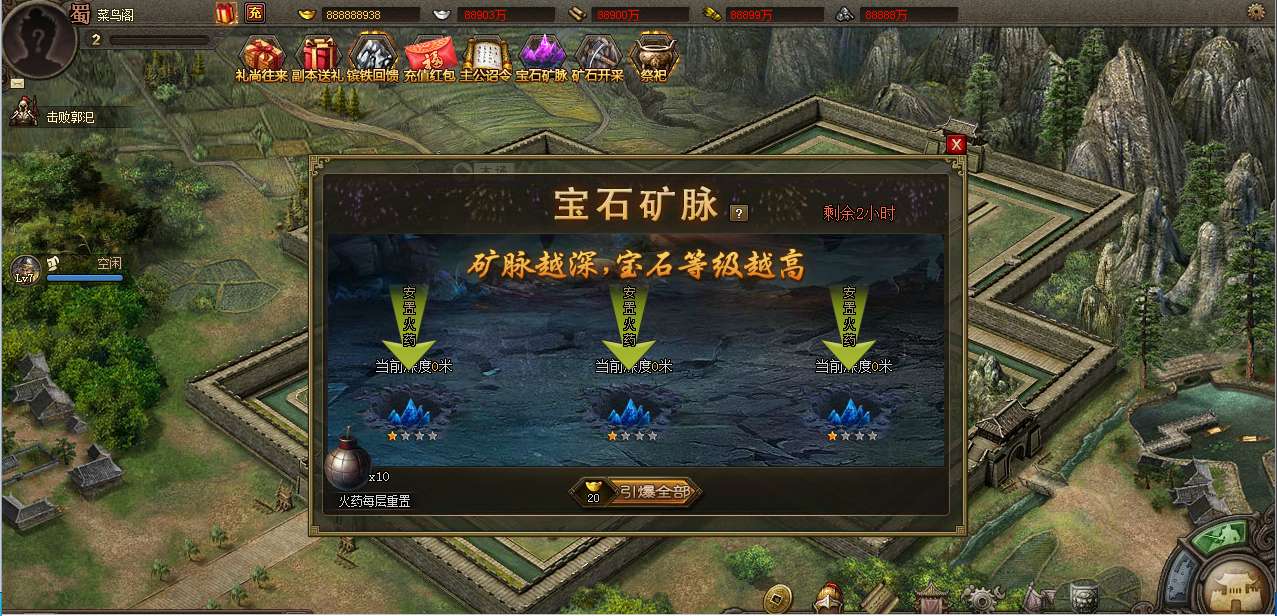 蜀 菜鸟阁 充 888888938 88903万 88900万 88899万 88888万
2
礼尚往来 副本送礼 镔铁回馈 充值红包 主公诏令 宝石矿脉 矿石开采 祭祀
击败郭汜
X
宝石矿脉 ? 剩余2小时
空闲
Lv7
矿脉越深,宝石等级越高
安置火药 安置火药 安置火药
当前深度0米 当前深度0米 当前深度0米
x10
20 引爆全部
火药每层重置